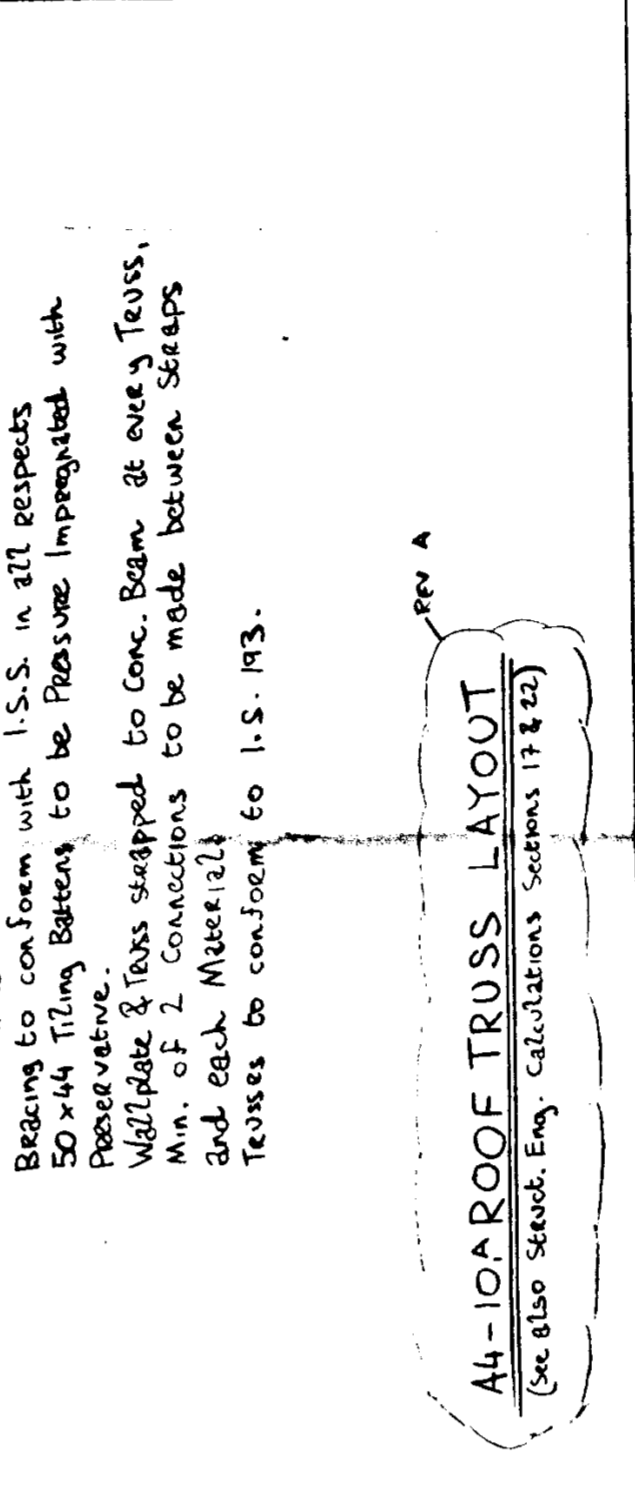 Bracing to conform with I.S.S. in all respects
50 x 44 Tiling Battens to be Pressure Impregnated with
Preservative.
Wallplate & Truss strapped to Conc. Beam at every Truss,
Min. of 2 Connections to be made between straps
and each Material.
Trusses to conform to I.S. 193.
REV A
A4-10A ROOF TRUSS LAYOUT
(See also Struct. Eng. Calculations Sections 17 & 22)